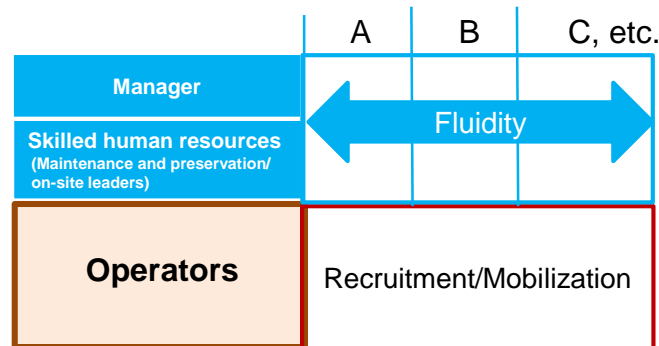 A B C, etc.
Manager
Skilled human resources
(Maintenance and preservation/
on-site leaders)
Fluidity
Operators
Recruitment/Mobilization